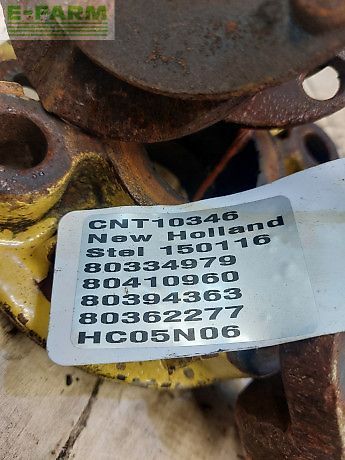 E-FARM
CNT10346
New Holland
Stel 150116
80334979
80410960
80394363
80362277
HC05N06